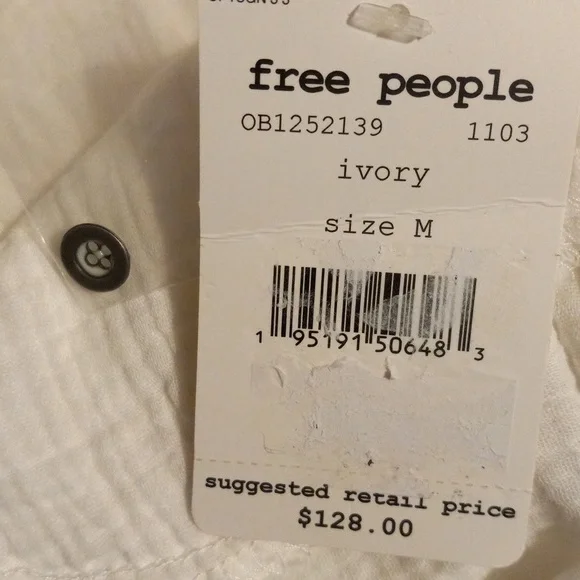 free people
OB1252139 1103
ivory
size M
1 95191 50648 3
suggested retail price
$128.00